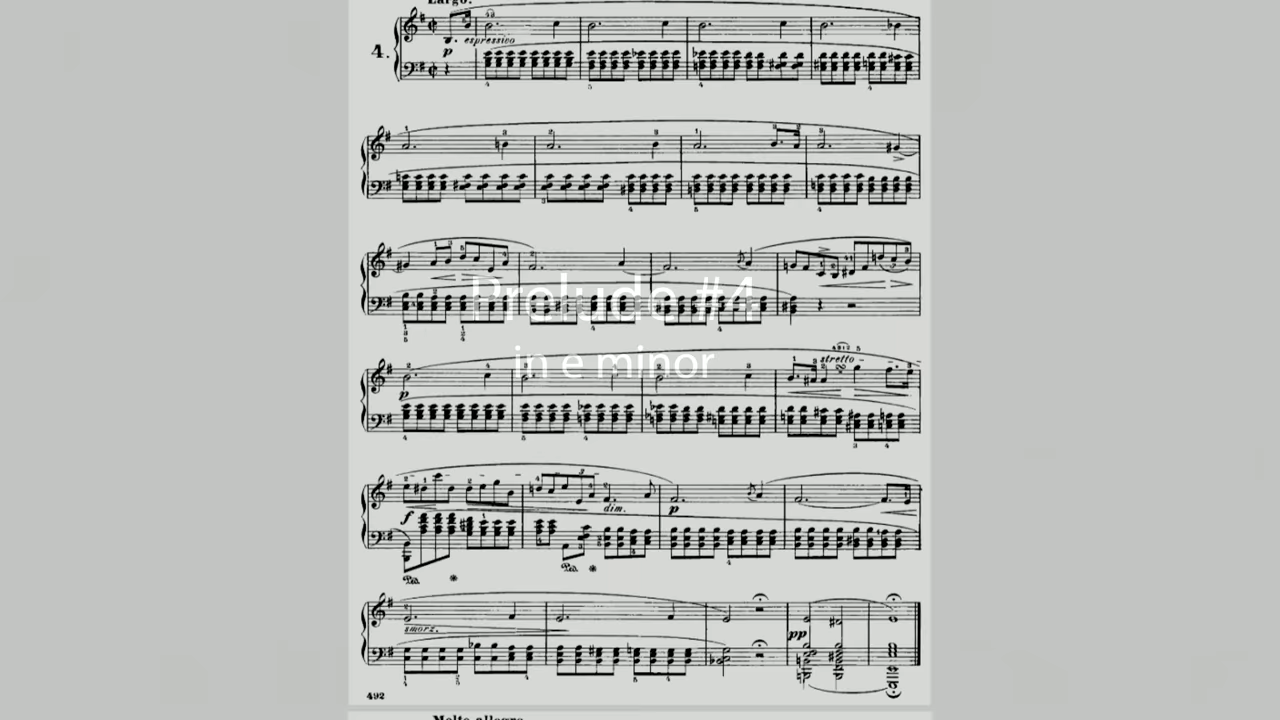 Largo.
4.
espressivo
p
Prelude #4
in e minor
stretto
p
f
dim.
p
smorz.
pp
492
Molto allegro